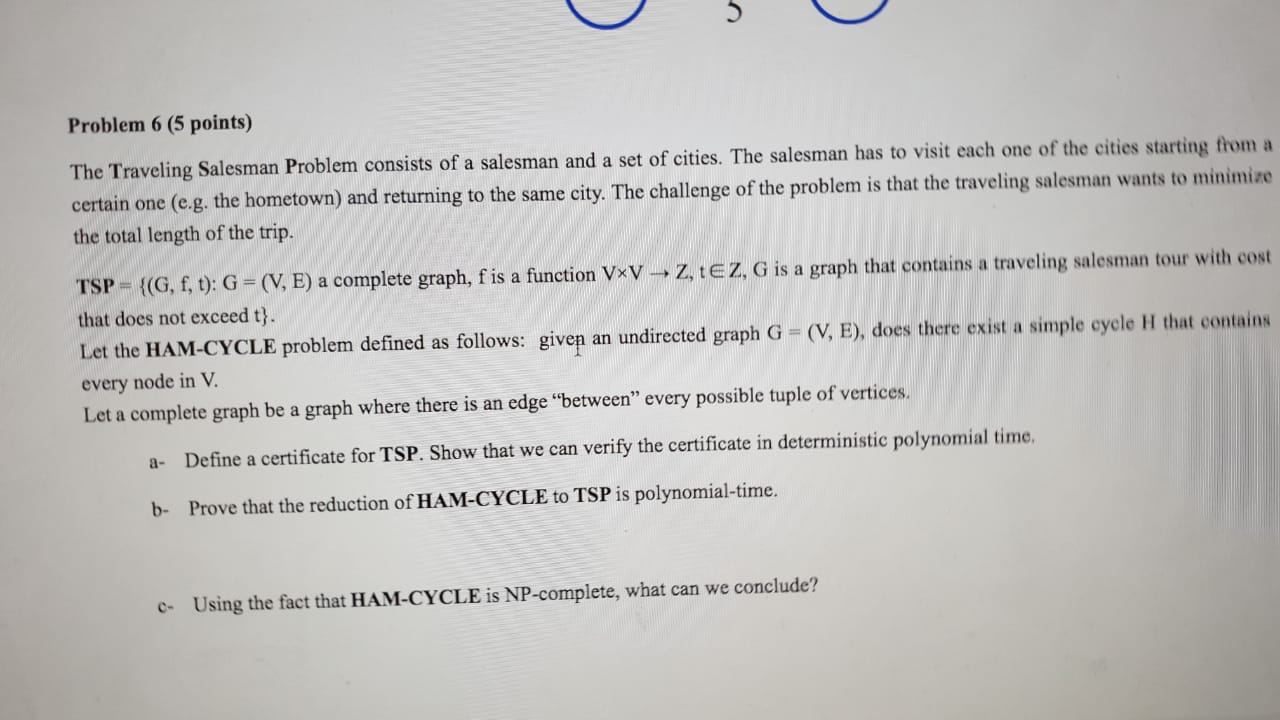 5
Problem 6 (5 points)
The Traveling Salesman Problem consists of a salesman and a set of cities. The salesman has to visit each one of the cities starting from a
certain one (e.g. the hometown) and returning to the same city. The challenge of the problem is that the traveling salesman wants to minimize
the total length of the trip.
TSP = {(G, f, t): G = (V, E) a complete graph, f is a function V×V → Z, t∈Z, G is a graph that contains a traveling salesman tour with cost
that does not exceed t}.
Let the HAM-CYCLE problem defined as follows: given an undirected graph G = (V, E), does there exist a simple cycle H that contains
every node in V.
Let a complete graph be a graph where there is an edge “between” every possible tuple of vertices.
a- Define a certificate for TSP. Show that we can verify the certificate in deterministic polynomial time.
b- Prove that the reduction of HAM-CYCLE to TSP is polynomial-time.
c- Using the fact that HAM-CYCLE is NP-complete, what can we conclude?